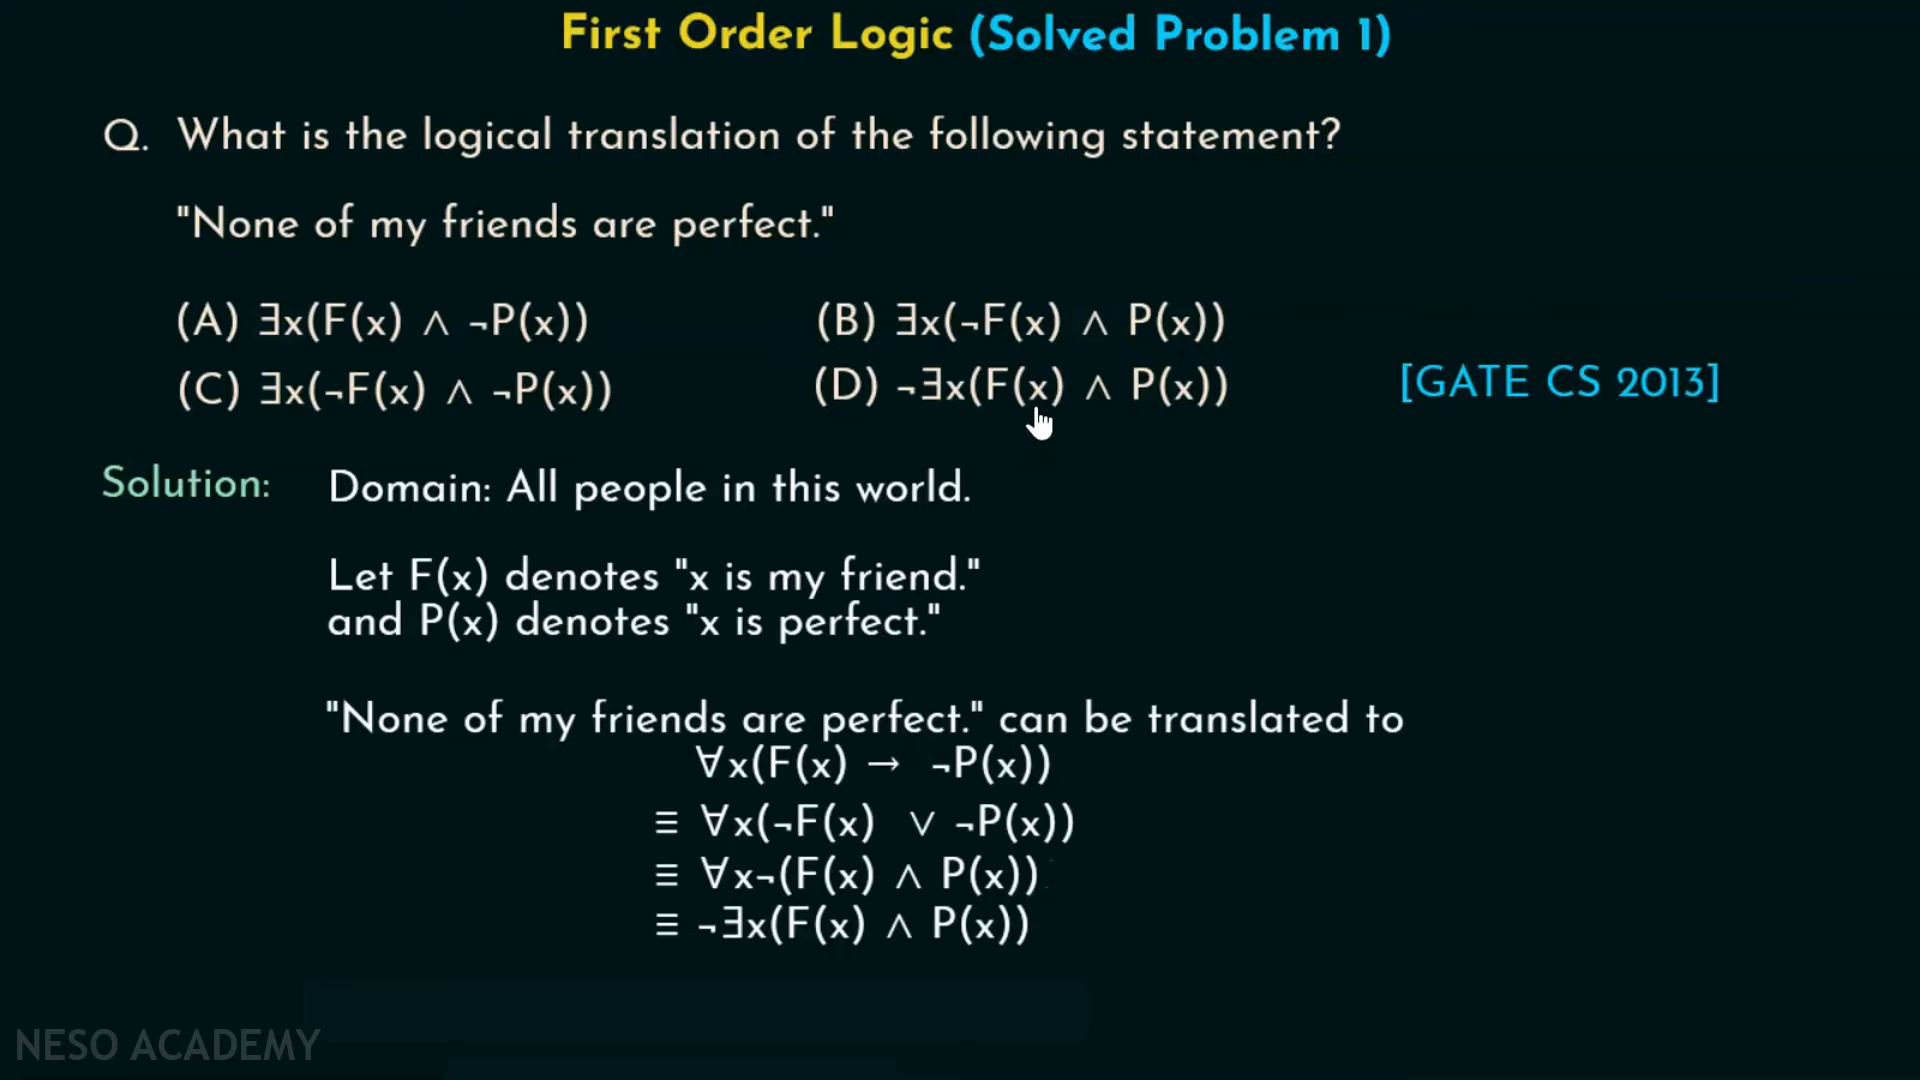 First Order Logic (Solved Problem 1)
Q. What is the logical translation of the following statement?
"None of my friends are perfect."
(A) ∃x(F(x) ∧ ¬P(x)) (B) ∃x(¬F(x) ∧ P(x))
(C) ∃x(¬F(x) ∧ ¬P(x)) (D) ¬∃x(F(x) ∧ P(x)) [GATE CS 2013]
Solution: Domain: All people in this world.
Let F(x) denotes "x is my friend."
and P(x) denotes "x is perfect."
"None of my friends are perfect." can be translated to
∀x(F(x) → ¬P(x))
≡ ∀x(¬F(x) ∨ ¬P(x))
≡ ∀x¬(F(x) ∧ P(x))
≡ ¬∃x(F(x) ∧ P(x))
NESO ACADEMY